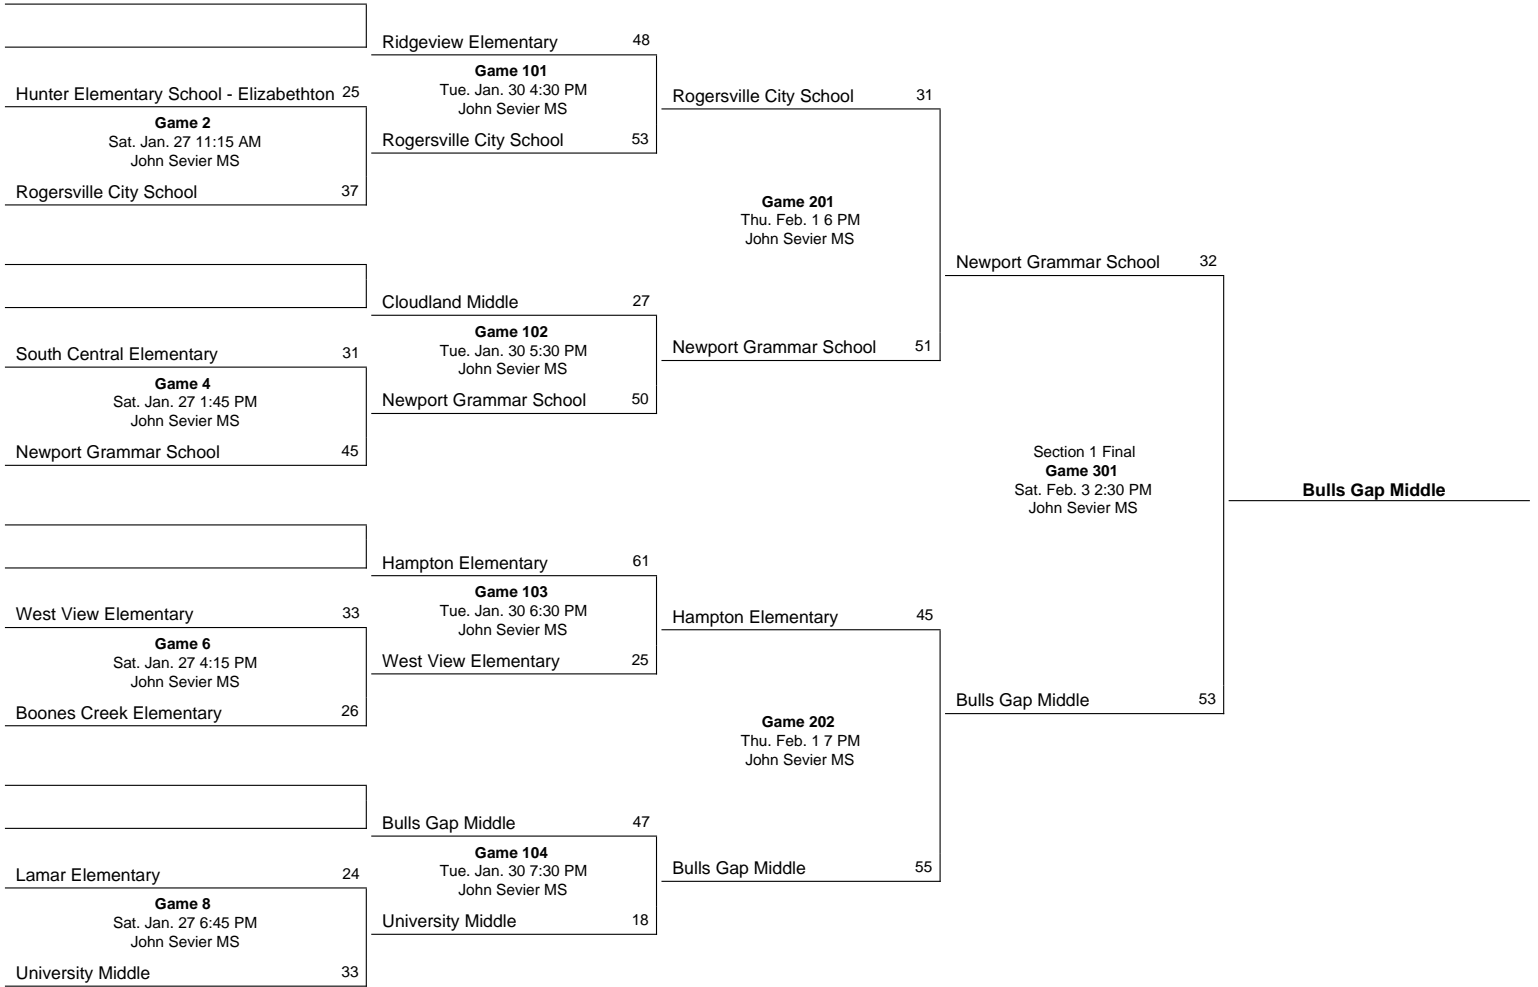 Ridgeview Elementary 48
Game 101
Tue. Jan. 30 4:30 PM
John Sevier MS
Rogersville City School 53
Hunter Elementary School - Elizabethton 25
Game 2
Sat. Jan. 27 11:15 AM
John Sevier MS
Rogersville City School 37
Rogersville City School 31
Game 201
Thu. Feb. 1 6 PM
John Sevier MS
Newport Grammar School 51
Cloudland Middle 27
Game 102
Tue. Jan. 30 5:30 PM
John Sevier MS
Newport Grammar School 50
South Central Elementary 31
Game 4
Sat. Jan. 27 1:45 PM
John Sevier MS
Newport Grammar School 45
Newport Grammar School 32
Section 1 Final
Game 301
Sat. Feb. 3 2:30 PM
John Sevier MS
Bulls Gap Middle 53
Bulls Gap Middle
Hampton Elementary 61
Game 103
Tue. Jan. 30 6:30 PM
John Sevier MS
West View Elementary 25
West View Elementary 33
Game 6
Sat. Jan. 27 4:15 PM
John Sevier MS
Boones Creek Elementary 26
Hampton Elementary 45
Game 202
Thu. Feb. 1 7 PM
John Sevier MS
Bulls Gap Middle 55
Bulls Gap Middle 47
Game 104
Tue. Jan. 30 7:30 PM
John Sevier MS
University Middle 18
Lamar Elementary 24
Game 8
Sat. Jan. 27 6:45 PM
John Sevier MS
University Middle 33